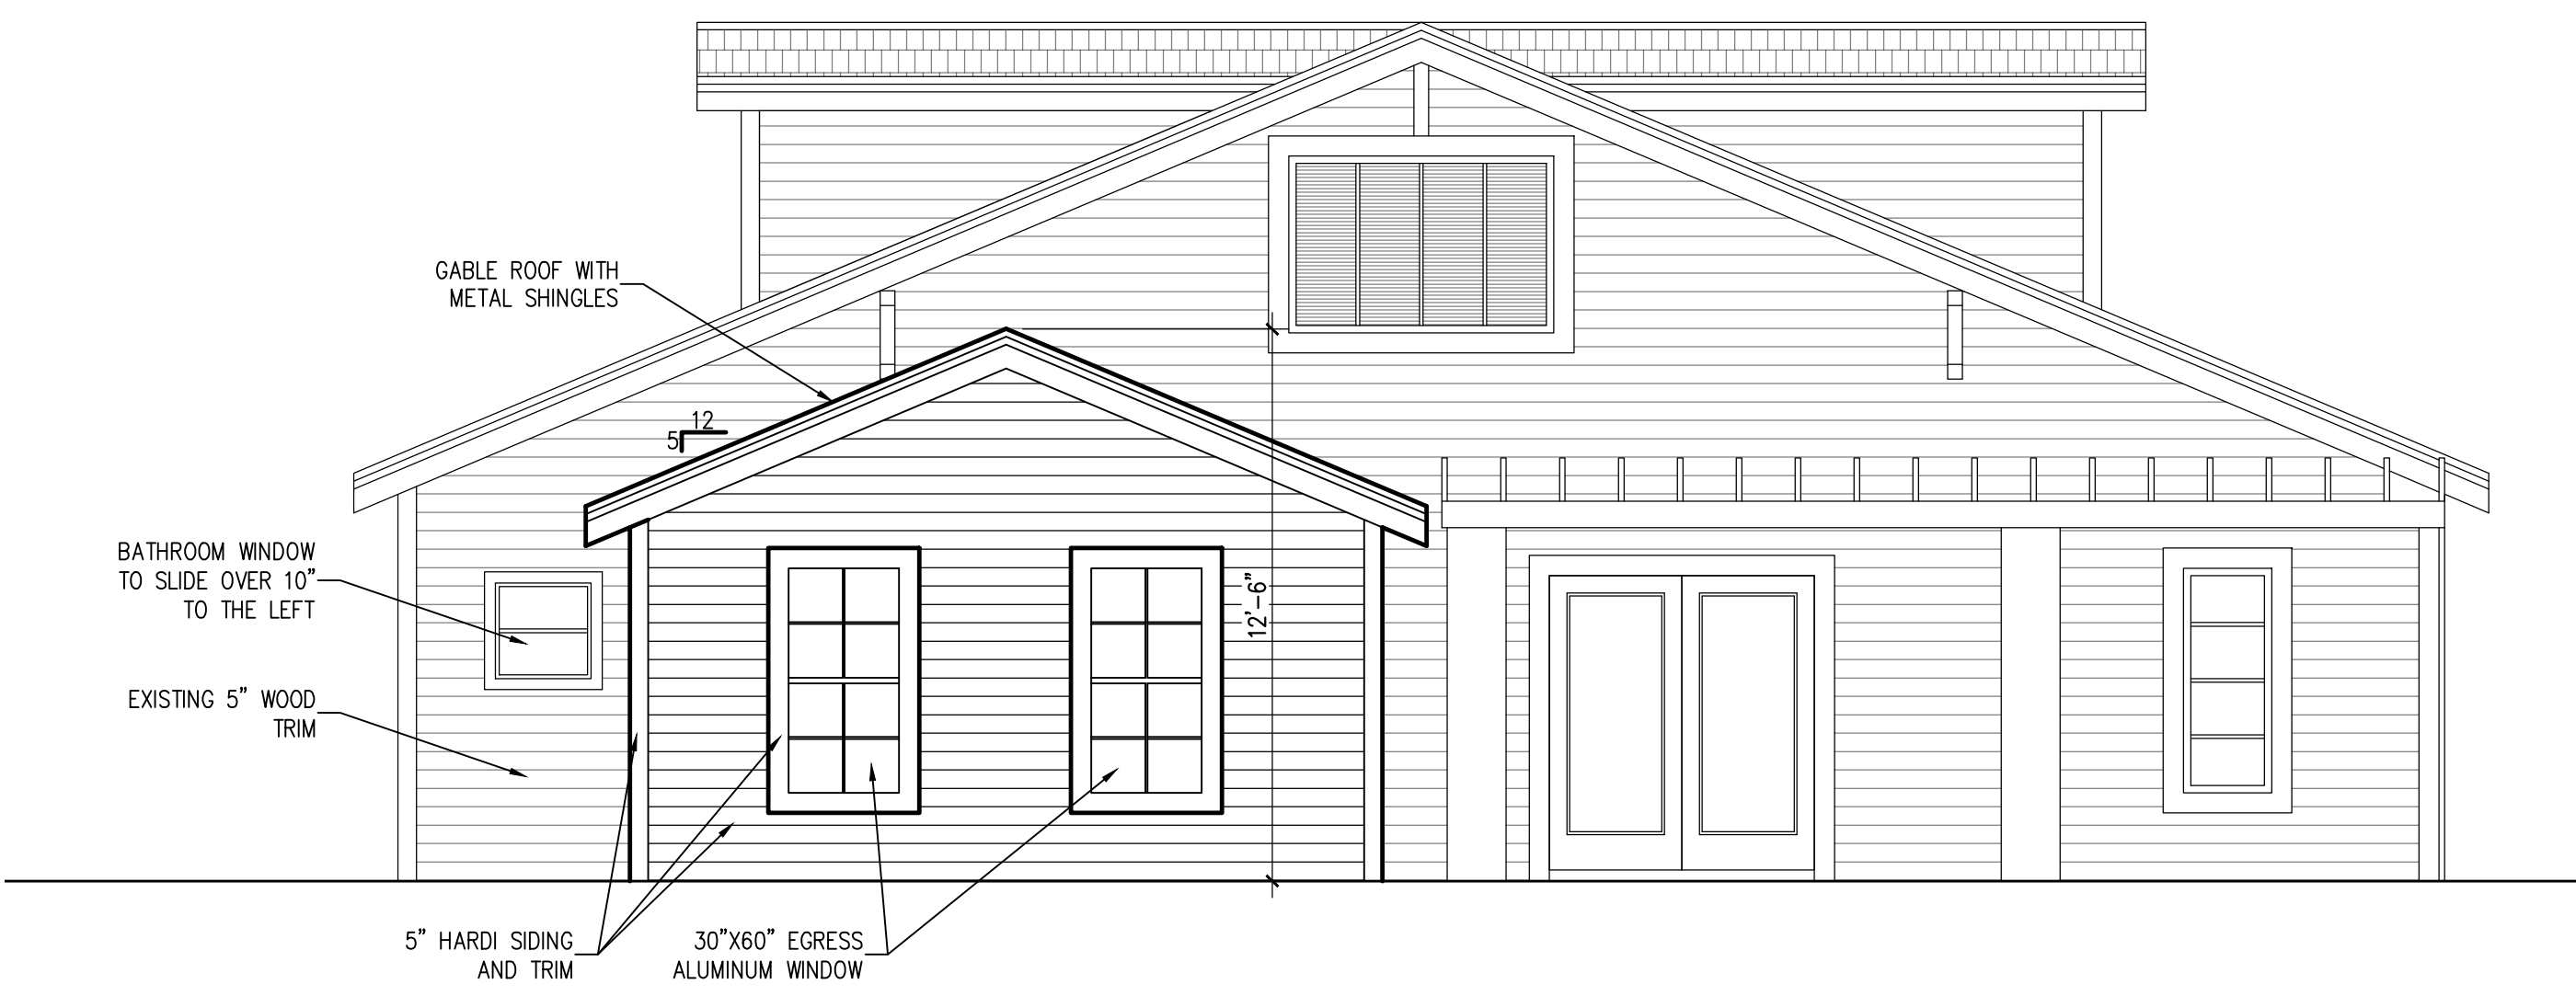 GABLE ROOF WITH
METAL SHINGLES
12
5
BATHROOM WINDOW
TO SLIDE OVER 10”
TO THE LEFT
12’-6”
EXISTING 5” WOOD
TRIM
5” HARDI SIDING
AND TRIM
30”X60” EGRESS
ALUMINUM WINDOW